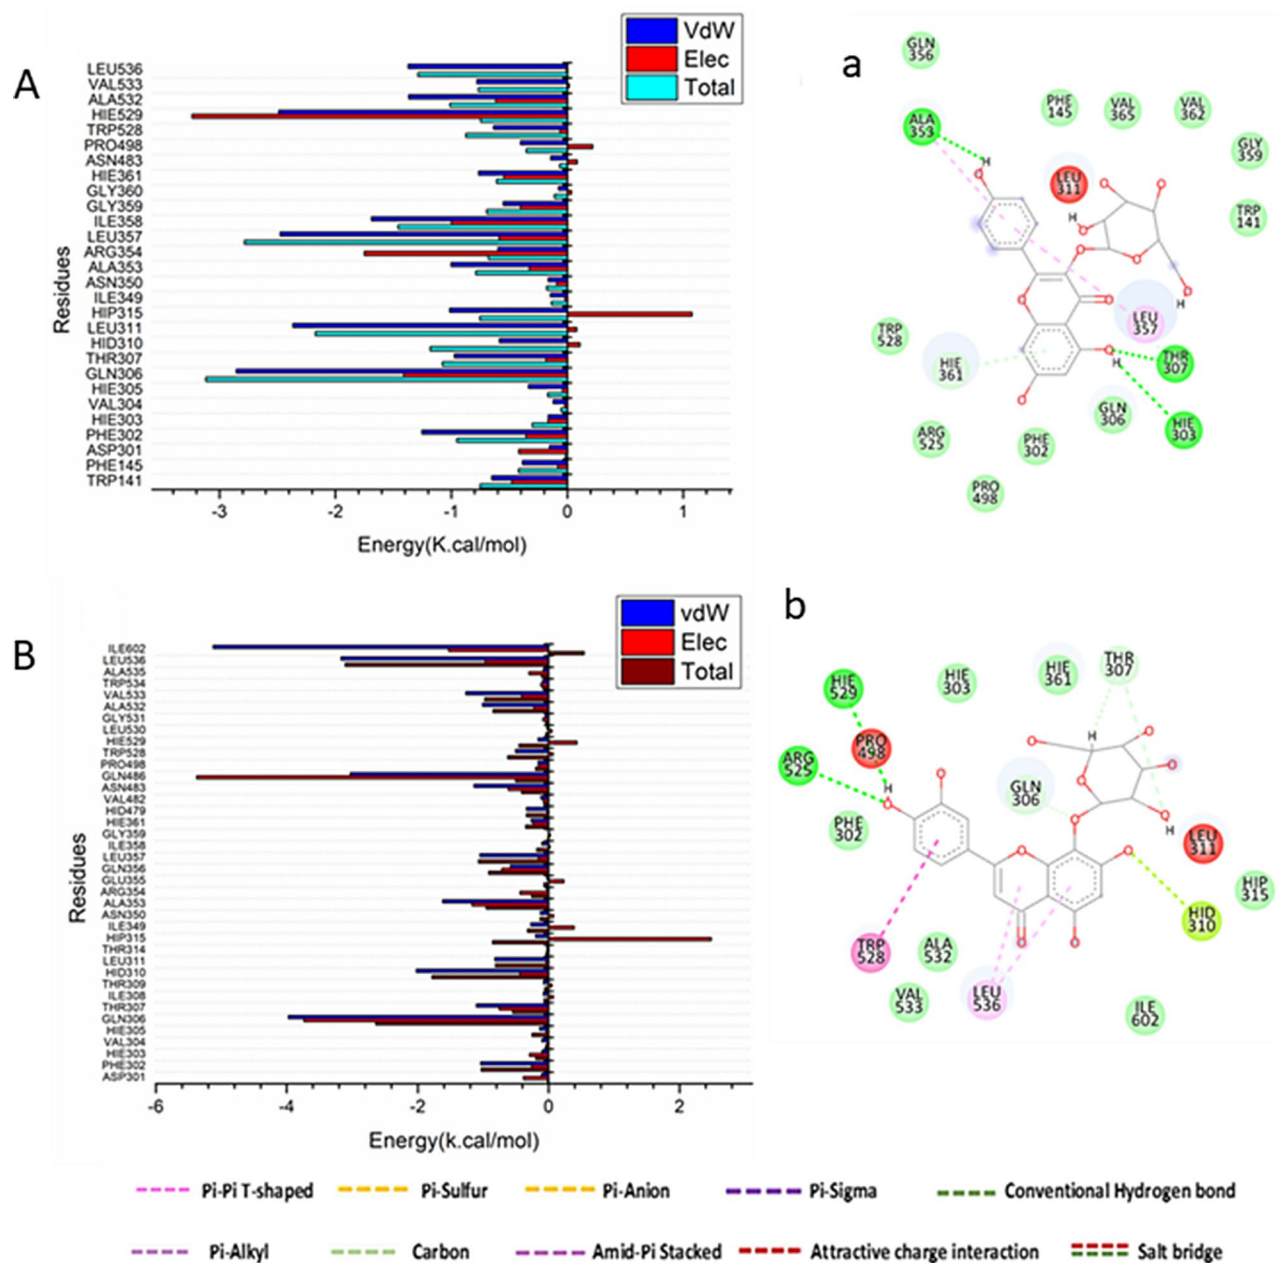 A
VdW
Elec
Total
LEU536
VAL533
ALA532
HIE529
TRP528
PRO498
ASN483
HIE361
GLY360
GLY359
ILE358
LEU357
ARG354
ALA353
ASN350
ILE349
HIP315
LEU311
HID310
THR307
GLN306
HIE305
VAL304
HIE303
PHE302
ASP301
PHE145
TRP141
Residues
-3 -2 -1 0 1
Energy(K.cal/mol)
a
GLN
356
PHE
145
VAL
365
VAL
362
ALA
353
GLY
359
LEU
311
TRP
141
H
O
H
O
O
O
O
O
O
O
O
H
O
LEU
357
TRP
528
HIE
361
O
H
THR
307
O
GLN
306
HIE
303
ARG
525
PHE
302
PRO
498
B
vdW
Elec
Total
ILE602
LEU536
ALA535
TRP534
VAL533
ALA532
GLY531
LEU530
HIE529
TRP528
PRO498
GLN486
ASN483
VAL482
HID479
HIE361
GLY359
ILE358
LEU357
GLN356
GLU355
ARG354
ALA353
ASN350
ILE349
HIP315
THR314
LEU311
HID310
THR309
ILE308
THR307
GLN306
HIE305
VAL304
HIE303
PHE302
ASP301
Residues
-6 -4 -2 0 2
Energy(k.cal/mol)
b
HIE
529
HIE
303
HIE
361
THR
307
PRO
498
ARG
525
H
O
O
O
H
O
O
O
GLN
306
O
O
H
PHE
302
O
O
LEU
311
HIP
315
HID
310
TRP
528
ALA
532
O
O
VAL
533
LEU
536
ILE
602
Pi-Pi T-shaped Pi-Sulfur Pi-Anion Pi-Sigma Conventional Hydrogen bond
Pi-Alkyl Carbon Amid-Pi Stacked Attractive charge interaction Salt bridge